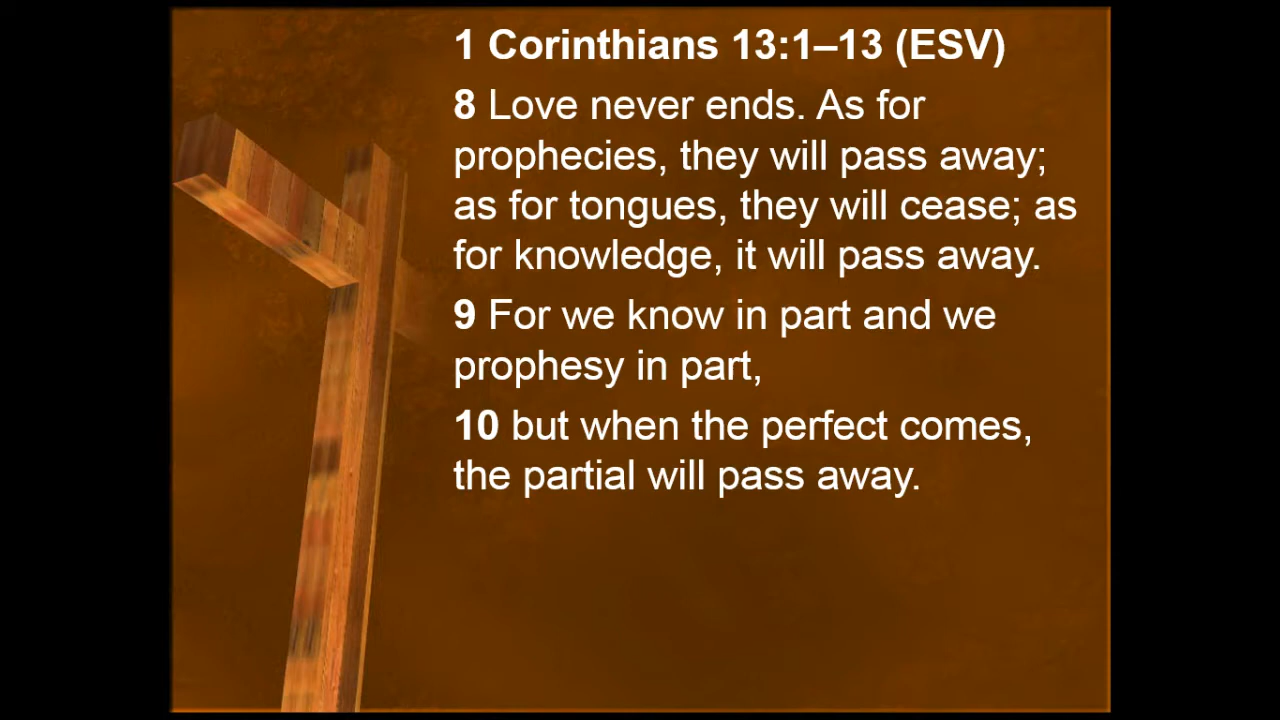 1 Corinthians 13:1–13 (ESV)
8 Love never ends. As for
prophecies, they will pass away;
as for tongues, they will cease; as
for knowledge, it will pass away.
9 For we know in part and we
prophesy in part,
10 but when the perfect comes,
the partial will pass away.